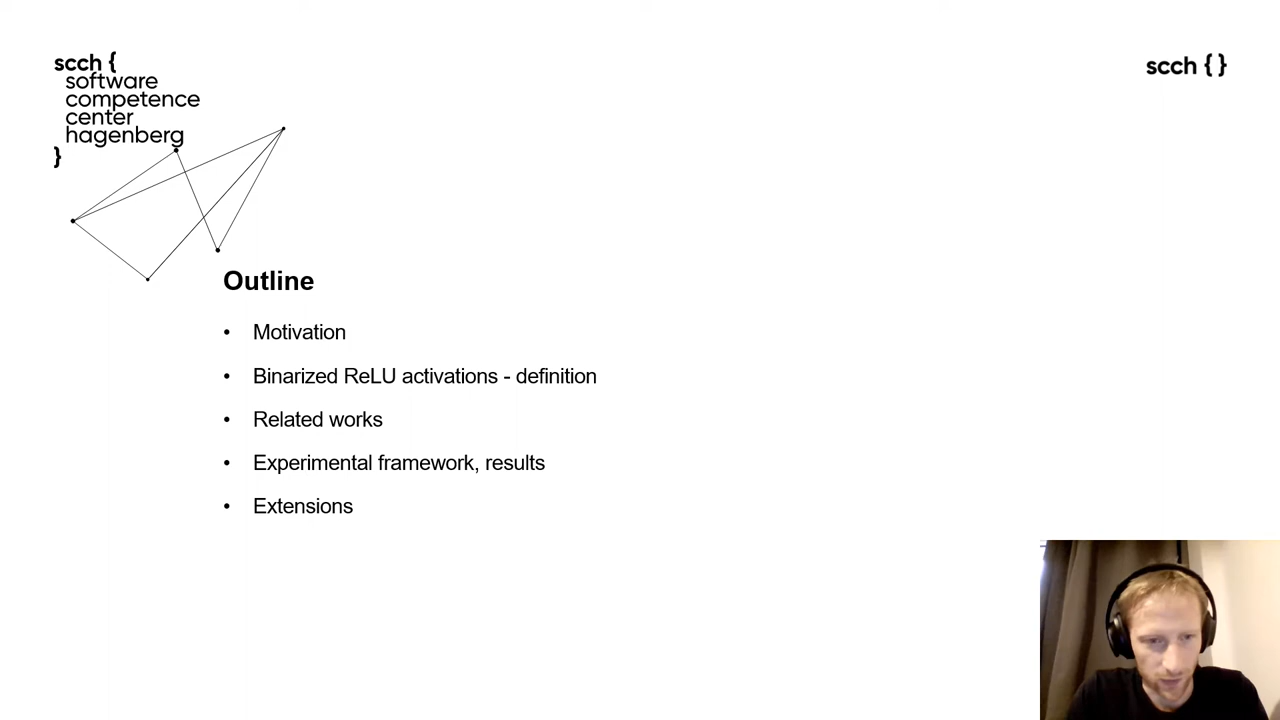 scch {
software
competence
center
hagenberg
}
scch { }
Outline
• Motivation
• Binarized ReLU activations - definition
• Related works
• Experimental framework, results
• Extensions